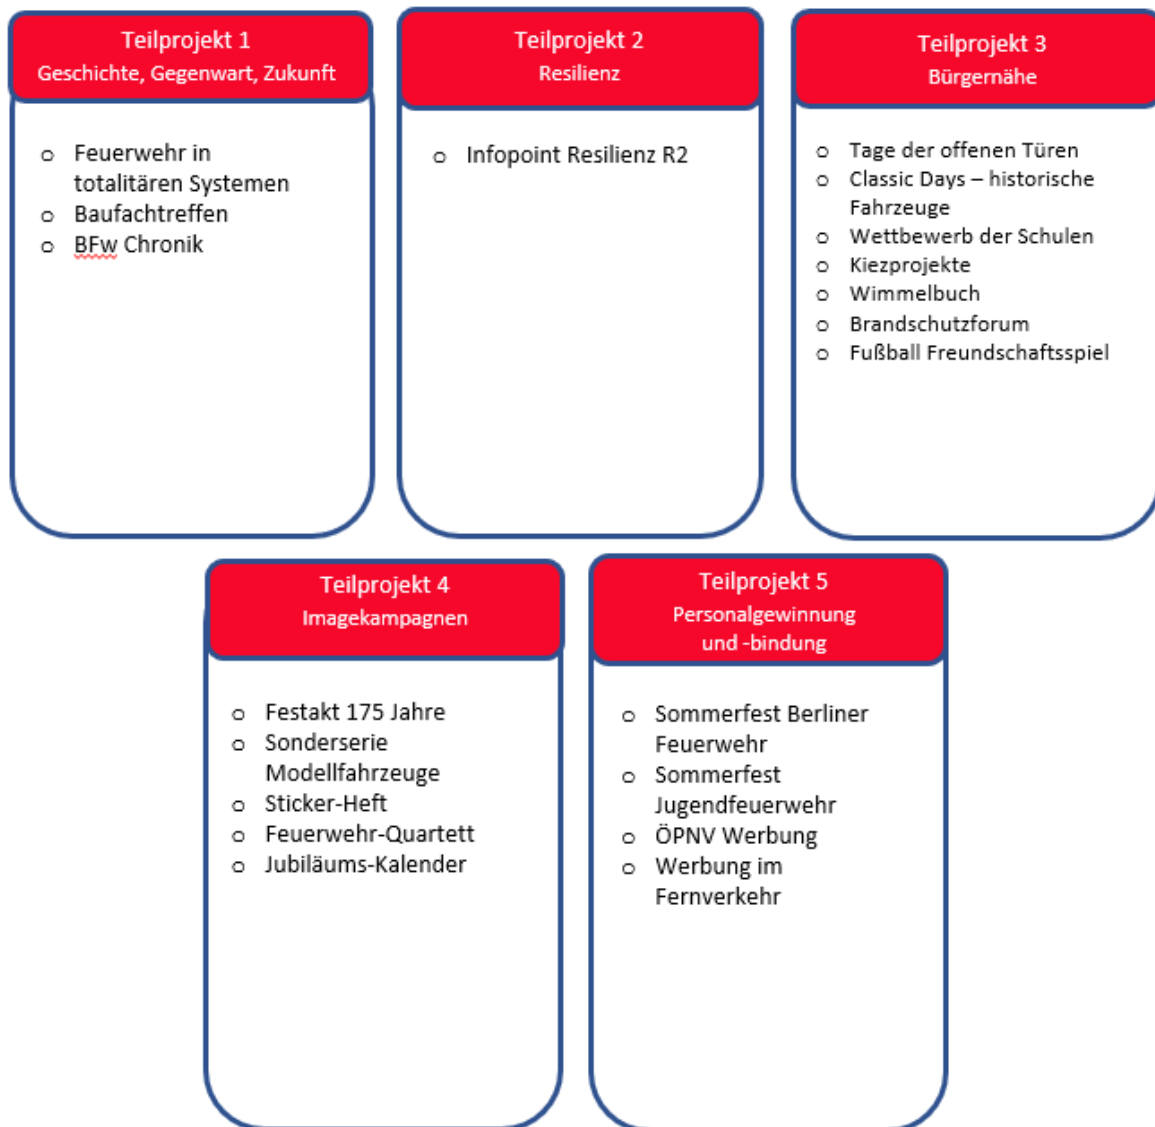 Teilprojekt 1
Geschichte, Gegenwart, Zukunft
o Feuerwehr in
totalitären Systemen
o Baufachtreffen
o BFw Chronik
Teilprojekt 2
Resilienz
o Infopoint Resilienz R2
Teilprojekt 3
Bürgernähe
o Tage der offenen Türen
o Classic Days – historische
Fahrzeuge
o Wettbewerb der Schulen
o Kiezprojekte
o Wimmelbuch
o Brandschutzforum
o Fußball Freundschaftsspiel
Teilprojekt 4
Imagekampagnen
o Festakt 175 Jahre
o Sonderserie
Modellfahrzeuge
o Sticker-Heft
o Feuerwehr-Quartett
o Jubiläums-Kalender
Teilprojekt 5
Personalgewinnung
und -bindung
o Sommerfest Berliner
Feuerwehr
o Sommerfest
Jugendfeuerwehr
o ÖPNV Werbung
o Werbung im
Fernverkehr